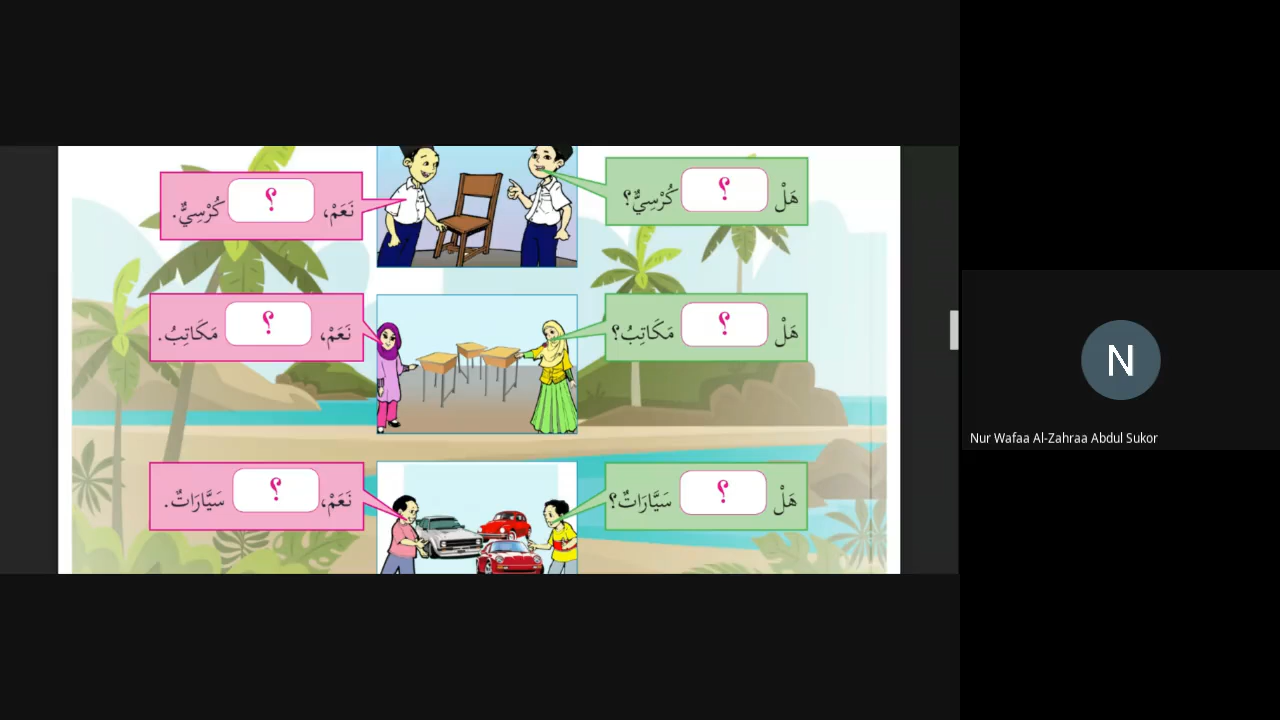 هَلْ ؟ كُرْسِيٌّ؟
نَعَمْ، ؟ كُرْسِيٌّ.
هَلْ ؟ مَكَاتِبُ؟
نَعَمْ، ؟ مَكَاتِبُ.
هَلْ ؟ سَيَّارَاتٌ؟
نَعَمْ، ؟ سَيَّارَاتٌ.
N
Nur Wafaa Al-Zahraa Abdul Sukor